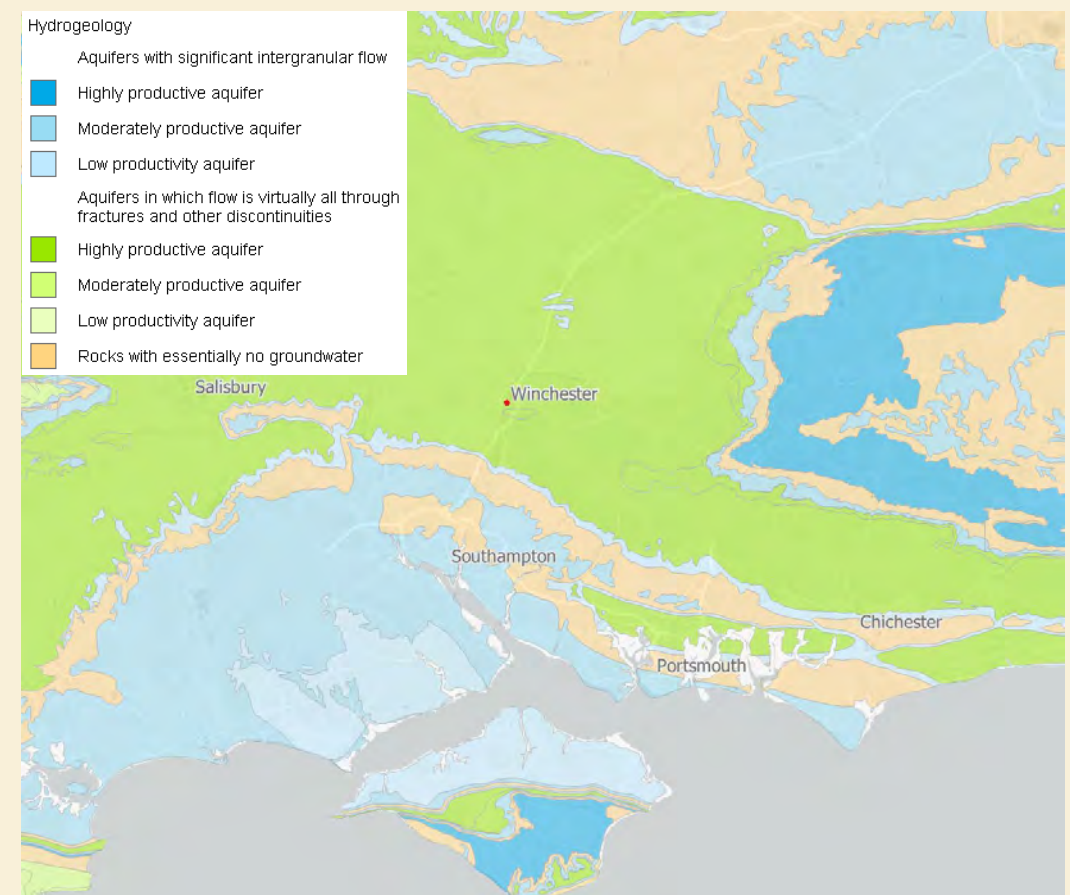 Hydrogeology
Aquifers with significant intergranular flow
Highly productive aquifer
Moderately productive aquifer
Low productivity aquifer
Aquifers in which flow is virtually all through
fractures and other discontinuities
Highly productive aquifer
Moderately productive aquifer
Low productivity aquifer
Rocks with essentially no groundwater
Salisbury
Winchester
Southampton
Chichester
Portsmouth